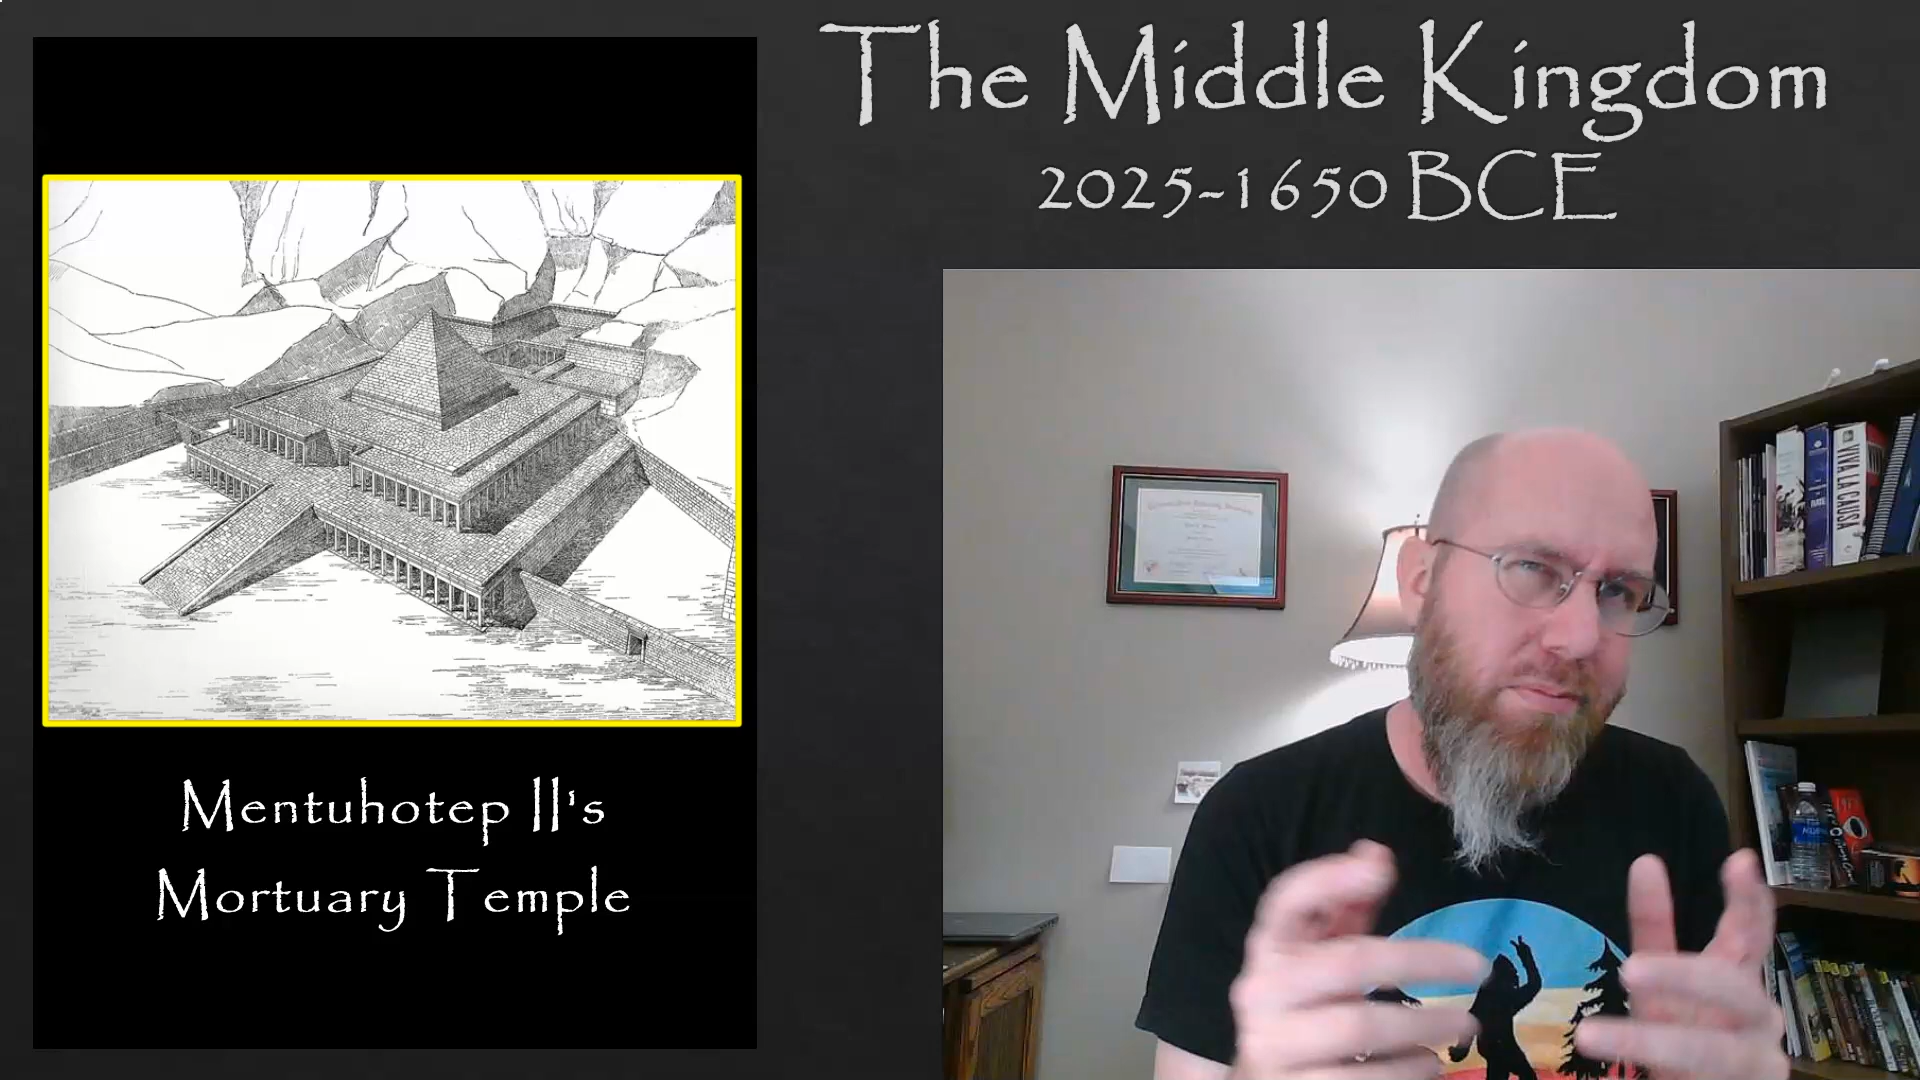 The Middle Kingdom
2025-1650 BCE
Mentuhotep II's
Mortuary Temple
VIVA LA CAUSA